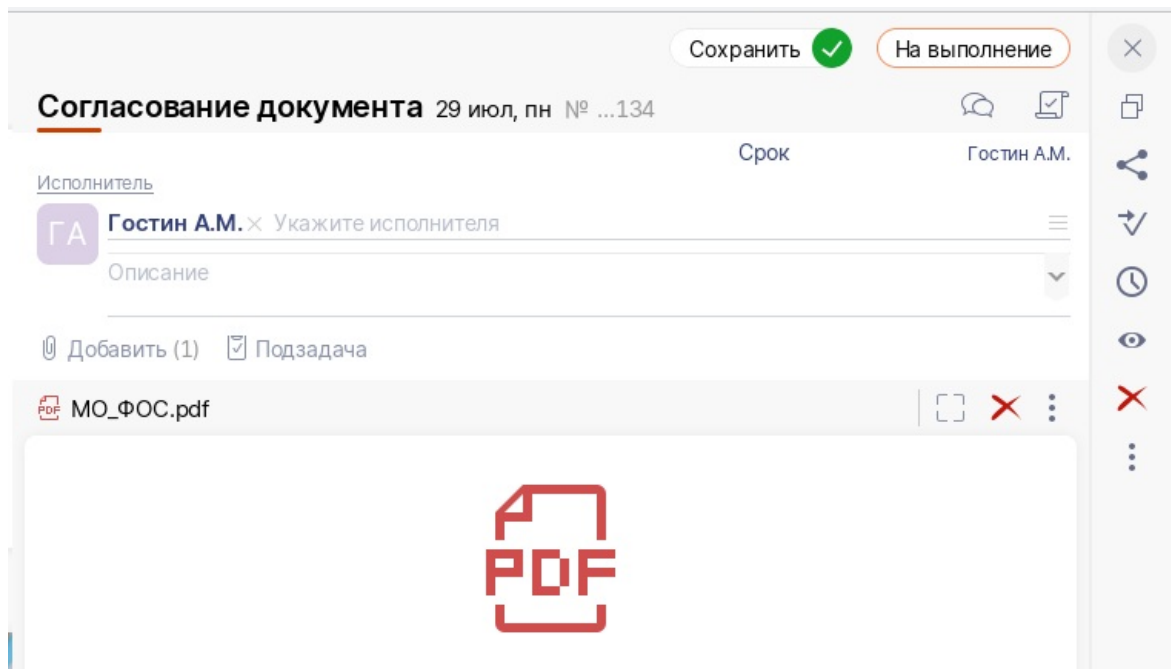 Сохранить
На выполнение
Согласование документа 29 июл, пн № ...134
Срок
Гостин А.М.
Исполнитель
ГА
Гостин А.М. × Укажите исполнителя
Описание
Добавить (1) Подзадача
PDF МО_ФОС.pdf
PDF